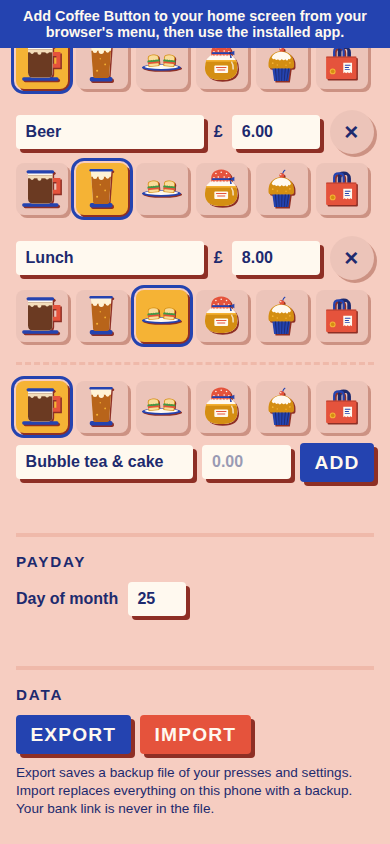 Add Coffee Button to your home screen from your
browser's menu, then use the installed app.
Beer £ 6.00 ×
Lunch £ 8.00 ×
Bubble tea & cake 0.00 ADD
PAYDAY
Day of month 25
DATA
EXPORT IMPORT
Export saves a backup file of your presses and settings.
Import replaces everything on this phone with a backup.
Your bank link is never in the file.